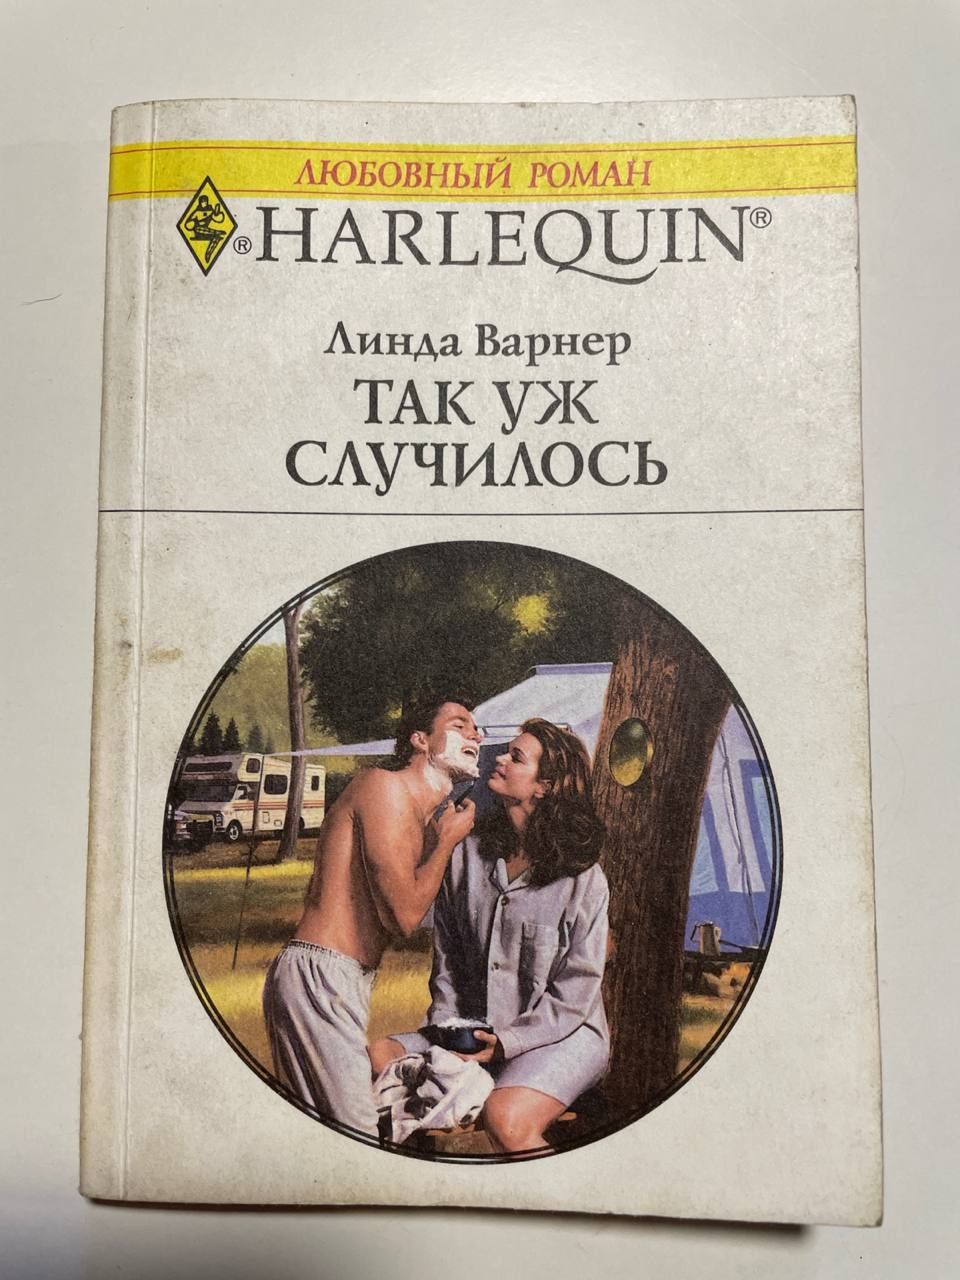 ЛЮБОВНЫЙ РОМАН
® HARLEQUIN®
Линда Варнер
ТАК УЖ
СЛУЧИЛОСЬ